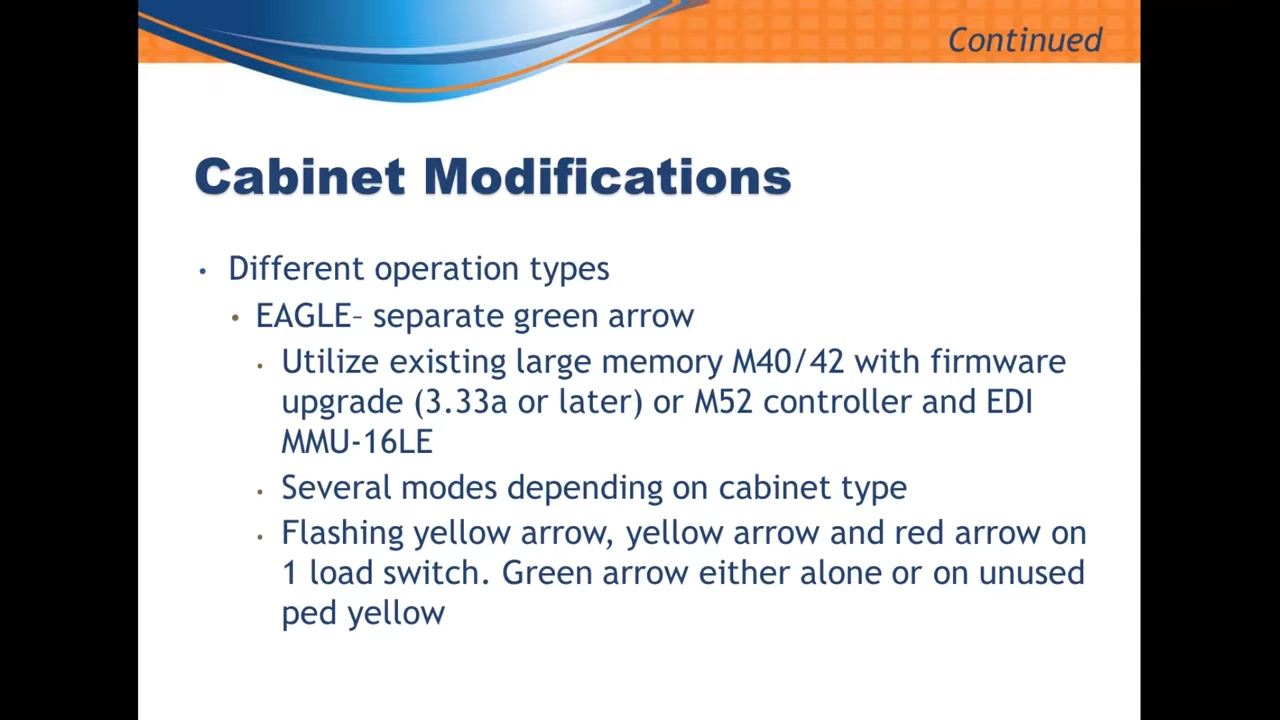 Continued
Cabinet Modifications
• Different operation types
• EAGLE– separate green arrow
• Utilize existing large memory M40/42 with firmware
upgrade (3.33a or later) or M52 controller and EDI
MMU-16LE
• Several modes depending on cabinet type
• Flashing yellow arrow, yellow arrow and red arrow on
1 load switch. Green arrow either alone or on unused
ped yellow